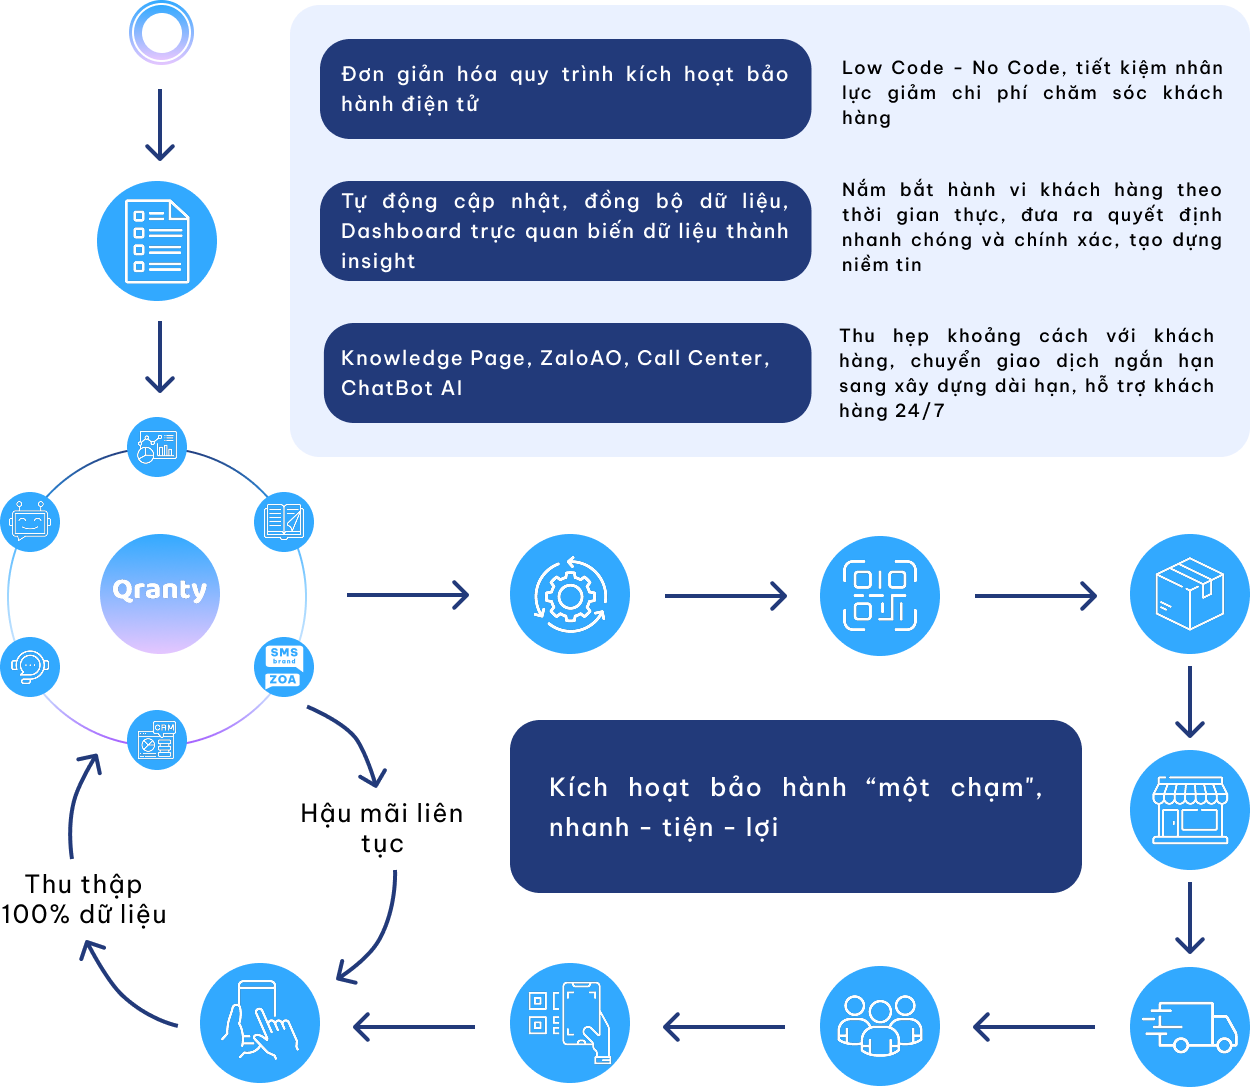 Đơn giản hóa quy trình kích hoạt bảo
hành điện tử
Low Code - No Code, tiết kiệm nhân
lực giảm chi phí chăm sóc khách
hàng
Tự động cập nhật, đồng bộ dữ liệu,
Dashboard trực quan biến dữ liệu thành
insight
Nắm bắt hành vi khách hàng theo
thời gian thực, đưa ra quyết định
nhanh chóng và chính xác, tạo dựng
niềm tin
Knowledge Page, ZaloAO, Call Center,
ChatBot AI
Thu hẹp khoảng cách với khách
hàng, chuyển giao dịch ngắn hạn
sang xây dựng dài hạn, hỗ trợ khách
hàng 24/7
Qranty
SMS
brand
ZOA
CRM
Kích hoạt bảo hành “một chạm",
nhanh - tiện - lợi
Hậu mãi liên
tục
Thu thập
100% dữ liệu